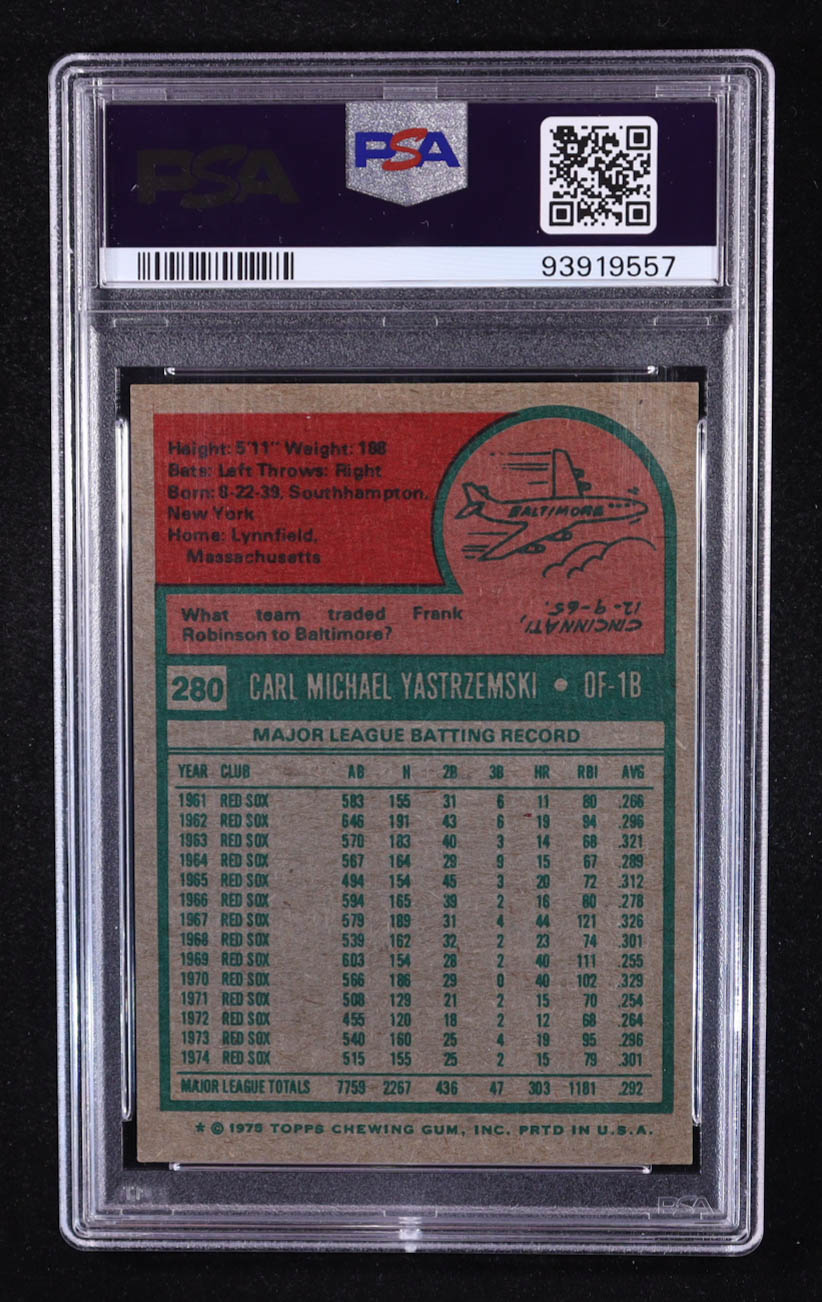 PSA
PSA
93919557
Height: 5'11" Weight: 188
Bats: Left Throws: Right
Born: 8-22-39, Southhampton,
New York
Home: Lynnfield,
Massachusetts
BALTIMORE
What team traded Frank
Robinson to Baltimore?
CINCINNATI,
12-9-65.
280 CARL MICHAEL YASTRZEMSKI • OF-1B
MAJOR LEAGUE BATTING RECORD
YEAR CLUB AB H 2B 3B HR RBI AVG
1961 RED SOX 583 155 31 6 11 80 .266
1962 RED SOX 646 191 43 6 19 94 .296
1963 RED SOX 570 183 40 3 14 68 .321
1964 RED SOX 567 164 29 9 15 67 .289
1965 RED SOX 494 154 45 3 20 72 .312
1966 RED SOX 594 165 39 2 16 80 .278
1967 RED SOX 579 189 31 4 44 121 .326
1968 RED SOX 539 162 32 2 23 74 .301
1969 RED SOX 603 154 28 2 40 111 .255
1970 RED SOX 566 186 29 0 40 102 .329
1971 RED SOX 508 129 21 2 15 70 .254
1972 RED SOX 455 120 18 2 12 68 .264
1973 RED SOX 540 160 25 4 19 95 .296
1974 RED SOX 515 155 25 2 15 79 .301
MAJOR LEAGUE TOTALS 7759 2267 436 47 303 1181 .292
* © 1975 TOPPS CHEWING GUM, INC. PRTD IN U.S.A.
PSA